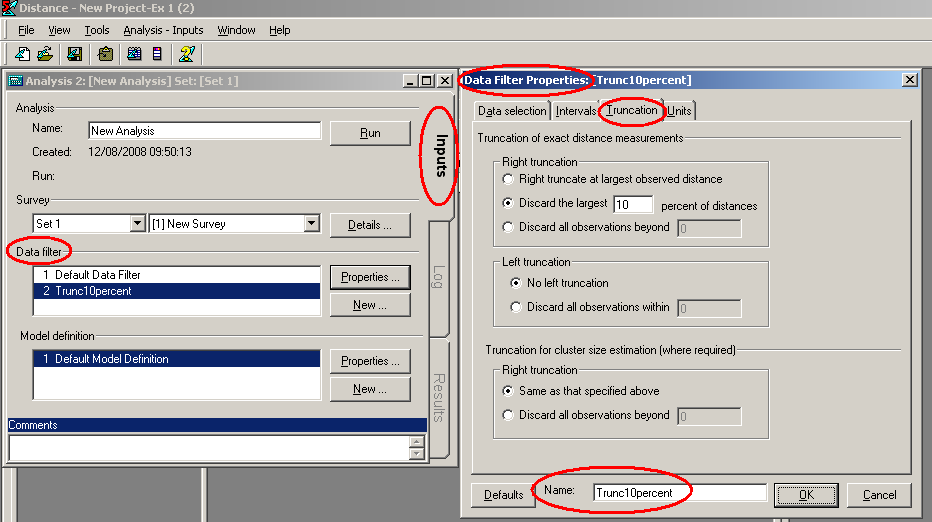 Distance - New Project-Ex 1 (2)
File View Tools Analysis - Inputs Window Help
Analysis 2: [New Analysis] Set: [Set 1]
Analysis
Name: New Analysis Run
Created: 12/08/2008 09:50:13
Run:
Survey
Set 1 [1] New Survey Details ...
Data filter
1 Default Data Filter
2 Trunc10percent
Properties ...
New ...
Model definition
1 Default Model Definition
Properties ...
New ...
Comments
Inputs
Log
Results
Data Filter Properties: [Trunc10percent]
Data selection Intervals Truncation Units
Truncation of exact distance measurements
Right truncation
Right truncate at largest observed distance
Discard the largest 10 percent of distances
Discard all observations beyond 0
Left truncation
No left truncation
Discard all observations within 0
Truncation for cluster size estimation (where required)
Right truncation
Same as that specified above
Discard all observations beyond 0
Defaults Name: Trunc10percent OK Cancel